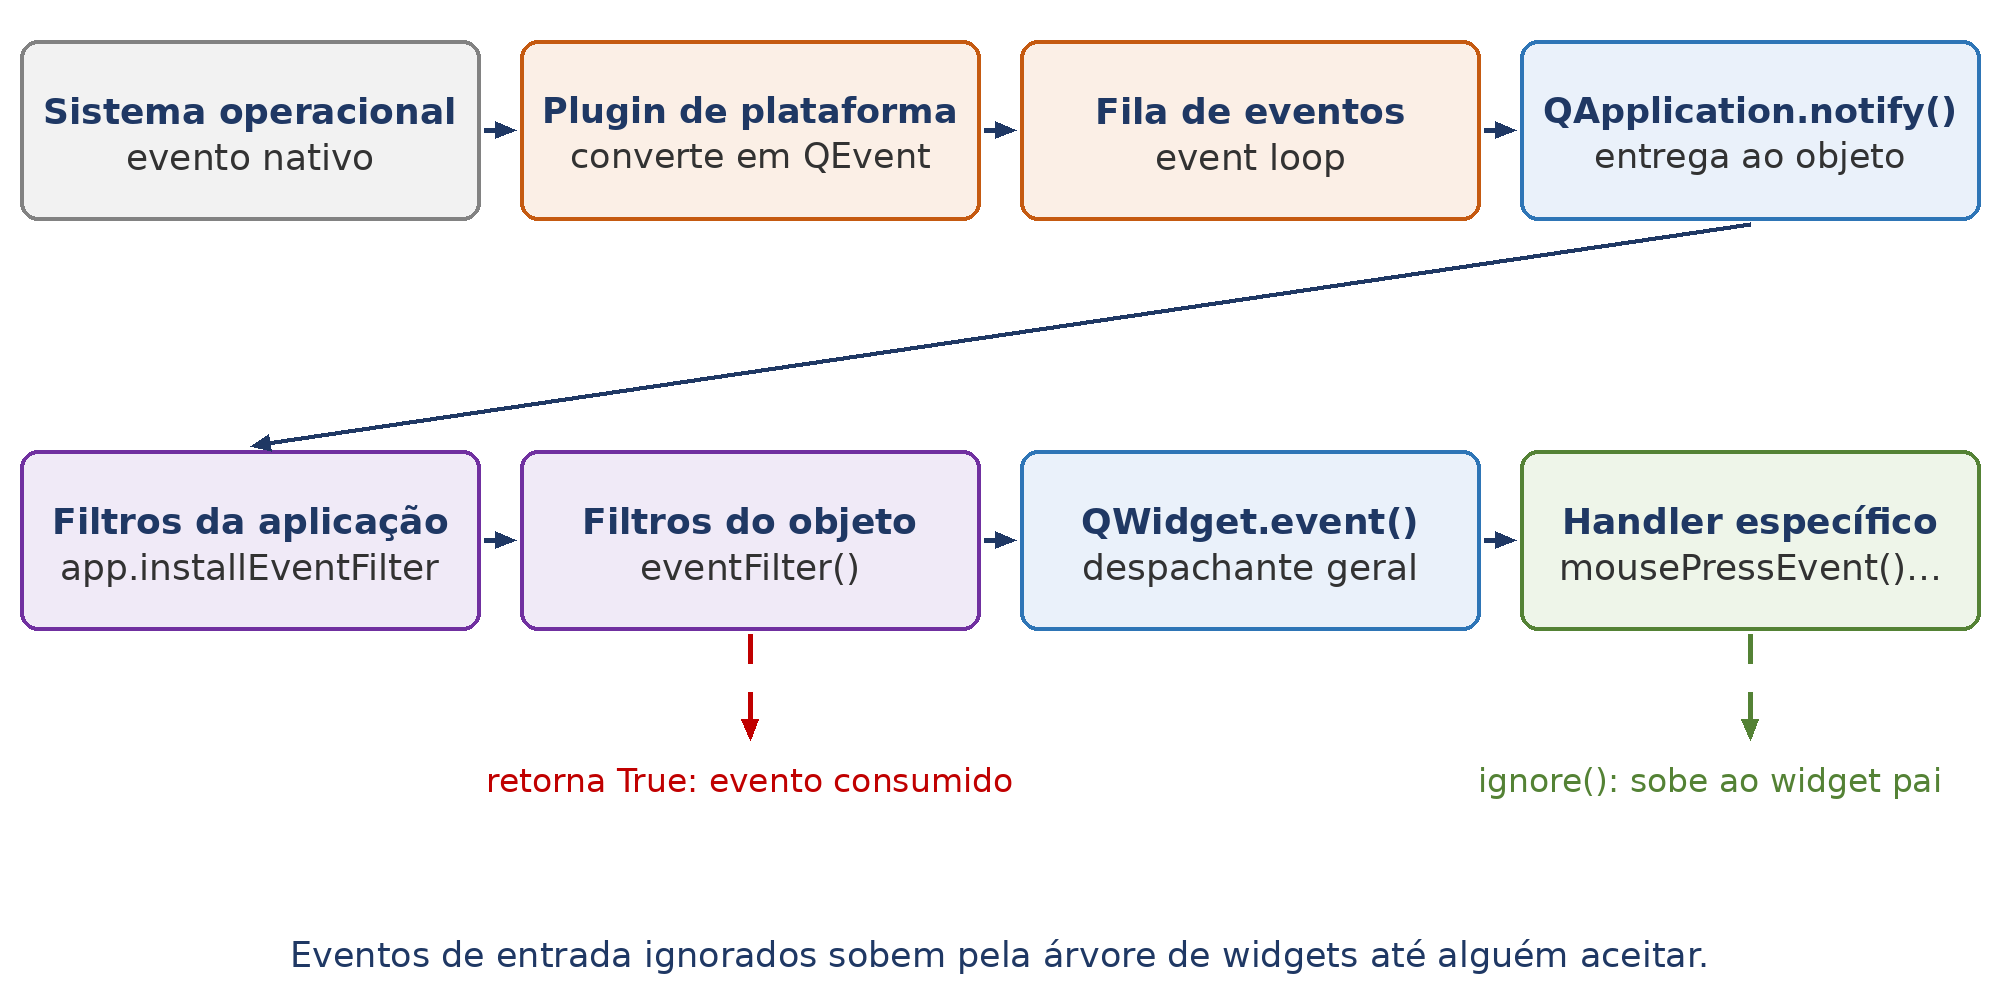 Sistema operacional
evento nativo
Plugin de plataforma
converte em QEvent
Fila de eventos
event loop
QApplication.notify()
entrega ao objeto
Filtros da aplicação
app.installEventFilter
Filtros do objeto
eventFilter()
QWidget.event()
despachante geral
Handler específico
mousePressEvent()...
retorna True: evento consumido
ignore(): sobe ao widget pai
Eventos de entrada ignorados sobem pela árvore de widgets até alguém aceitar.